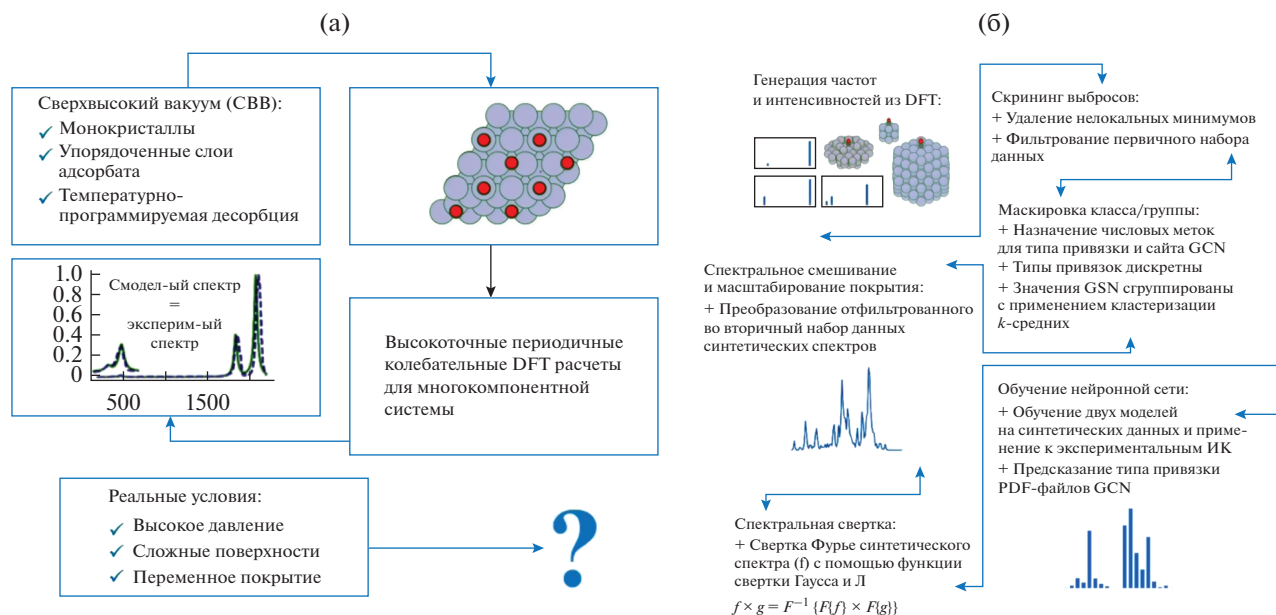 (а)
Сверхвысокий вакуум (СВВ):
Монокристаллы
Упорядоченные слои
адсорбата
Температурно-
программируемая десорбция
1.0
0.8
0.6
0.4
0.2
0
500
1500
Смодел-ый спектр
=
эксперим-ый
спектр
Высокоточные периодичные
колебательные DFT расчеты
для многокомпонентной
системы
Реальные условия:
Высокое давление
Сложные поверхности
Переменное покрытие
?
(б)
Генерация частот
и интенсивностей из DFT:
Скрининг выбросов:
+ Удаление нелокальных минимумов
+ Фильтрование первичного набора
данных
Маскировка класса/группы:
+ Назначение числовых меток
для типа привязки и сайта GCN
+ Типы привязок дискретны
+ Значения GSN сгруппированы
с применением кластеризации
k-средних
Спектральное смешивание
и масштабирование покрытия:
+ Преобразование отфильтрованного
во вторичный набор данных
синтетических спектров
Спектральная свертка:
+ Свертка Фурье синтетического
спектра (f) с помощью функции
свертки Гаусса и Л
f × g = F⁻¹ {F{f} × F{g}}
Обучение нейронной сети:
+ Обучение двух моделей
на синтетических данных и приме-
нение к экспериментальным ИК
+ Предсказание типа привязки
PDF-файлов GCN